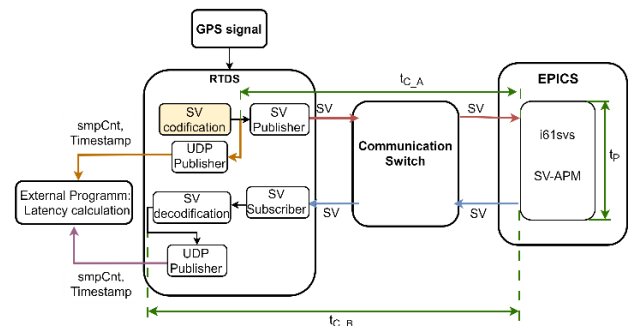 GPS signal
RTDS
t_C_A
EPICS
SV
codification
SV
Publisher
SV
SV
smpCnt,
Timestamp
UDP
Publisher
Communication
Switch
i61svs
SV-APM
t_P
External Programm:
Latency calculation
SV
decodification
SV
Subscriber
SV
SV
UDP
Publisher
smpCnt,
Timestamp
t_C_B